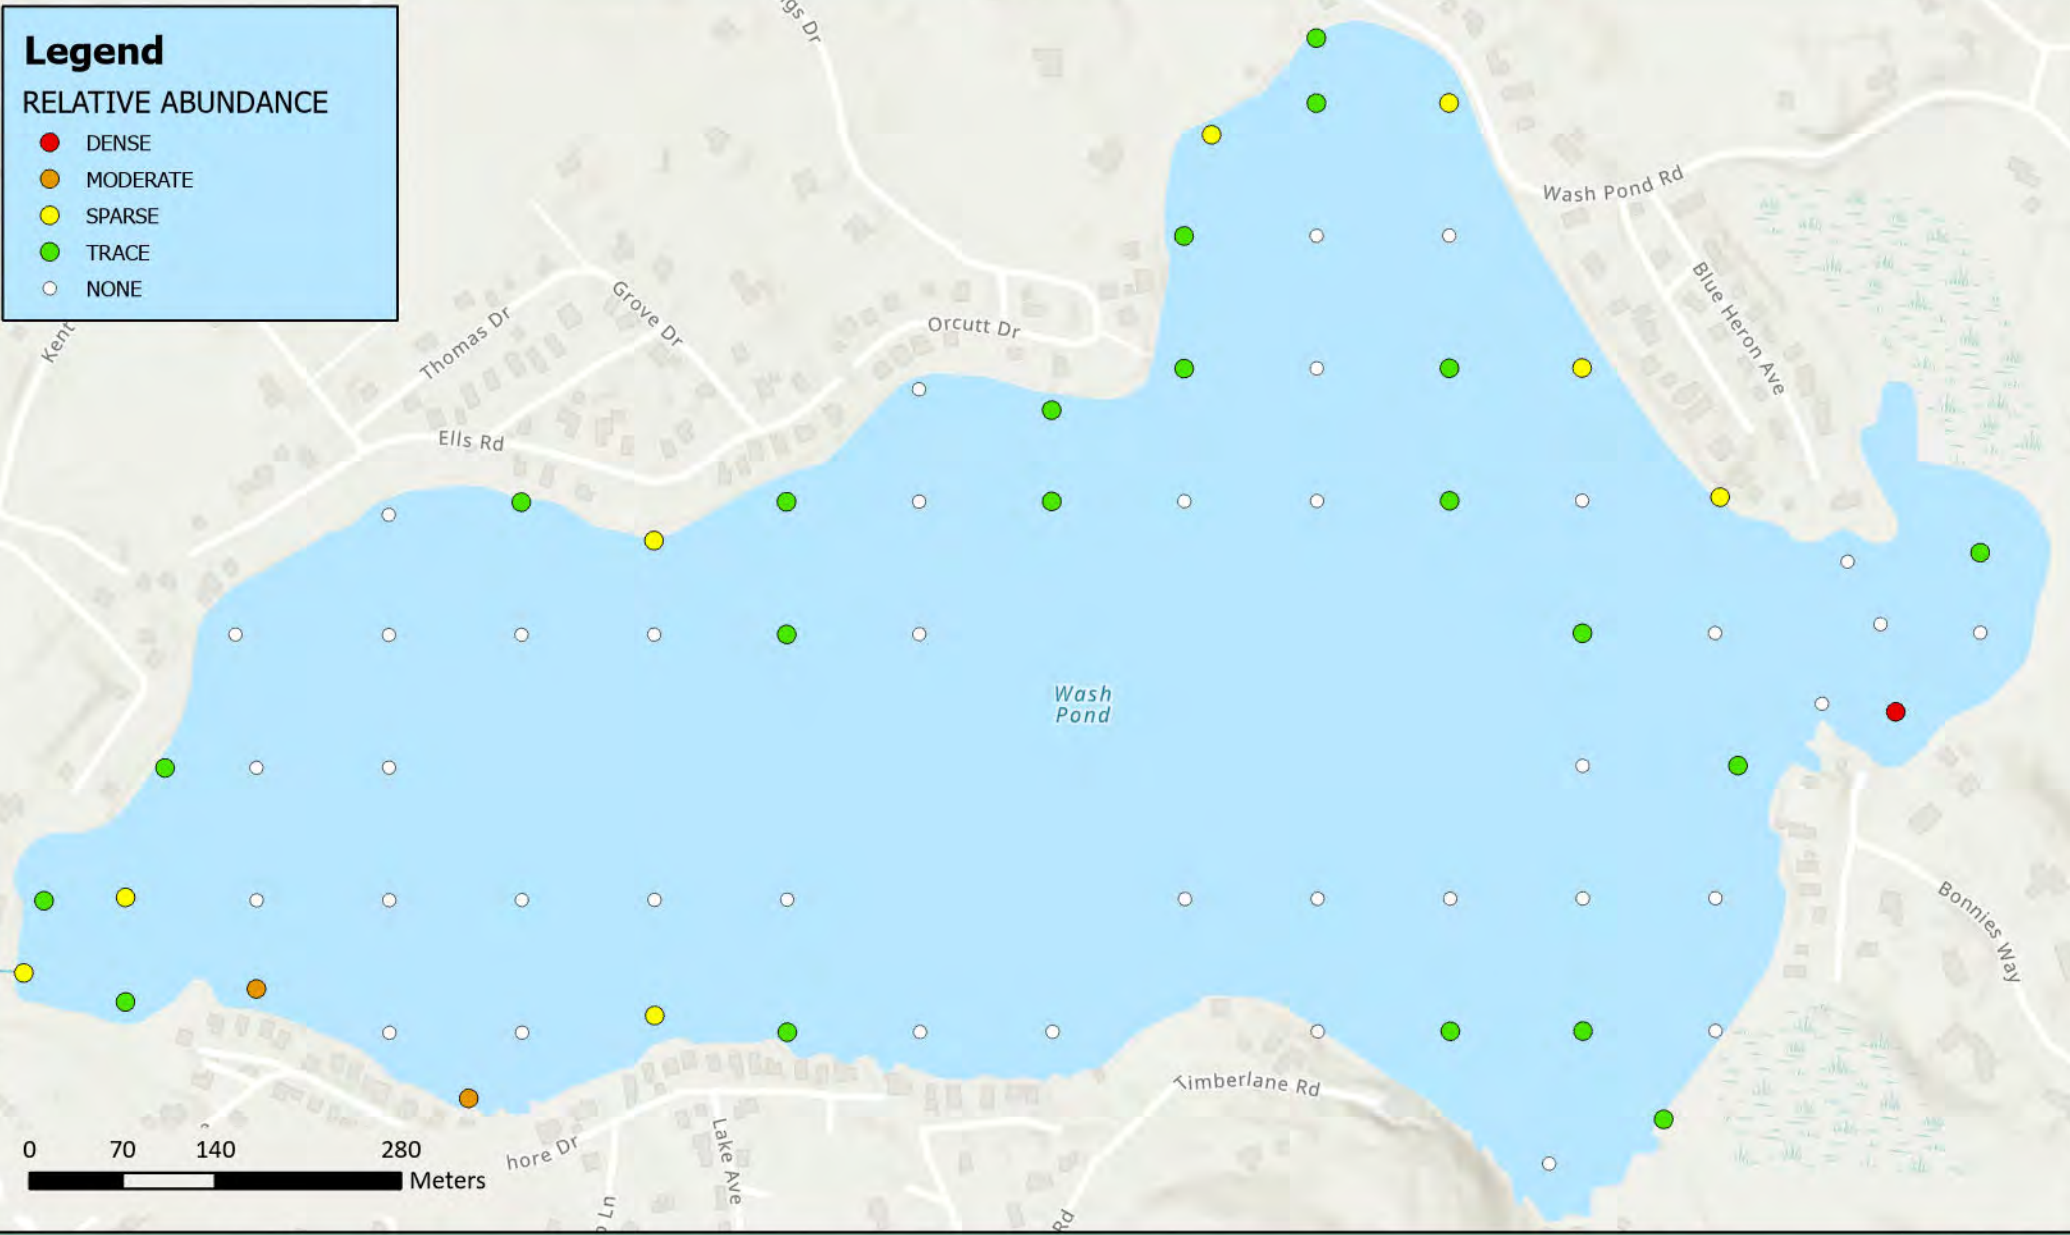 Legend
RELATIVE ABUNDANCE
DENSE
MODERATE
SPARSE
TRACE
NONE
gs Dr
Wash Pond Rd
Blue Heron Ave
Kent
Thomas Dr
Grove Dr
Orcutt Dr
Ells Rd
Wash
Pond
Bonnies Way
Timberlane Rd
hore Dr
Lake Ave
Ln
Rd
0 70 140 280
Meters